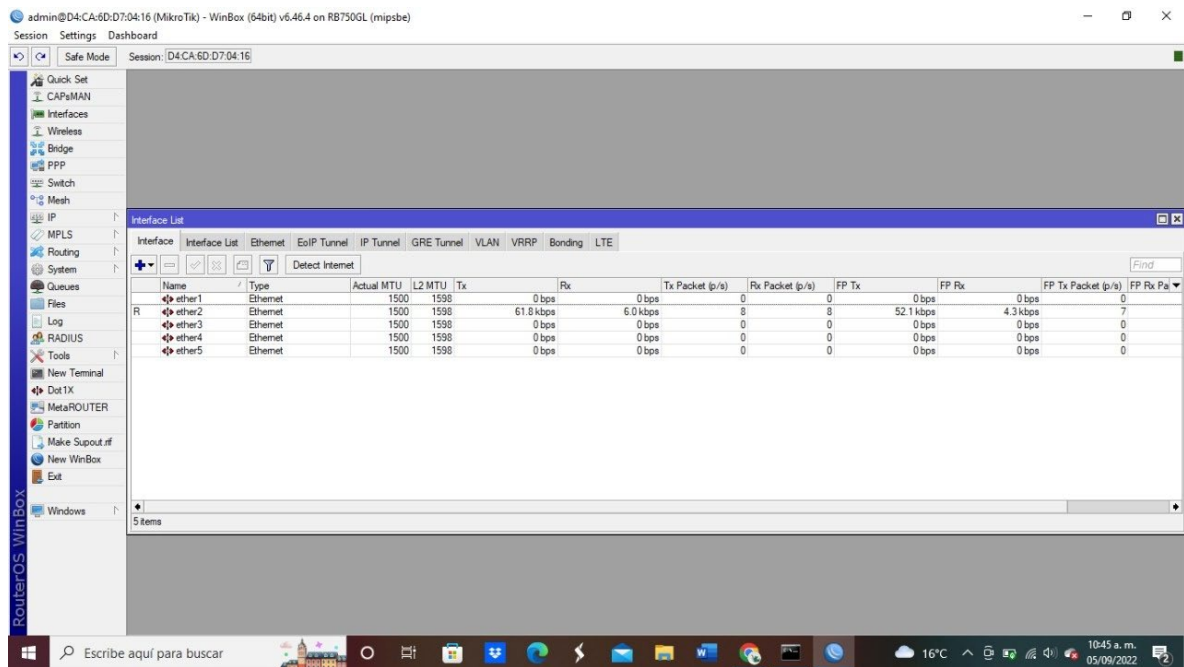 admin@D4:CA:6D:D7:04:16 (MikroTik) - WinBox (64bit) v6.46.4 on RB750GL (mipsbe)
Session Settings Dashboard
Safe Mode Session: D4:CA:6D:D7:04:16
Quick Set
CAPsMAN
Interfaces
Wireless
Bridge
PPP
Switch
Mesh
IP
MPLS
Routing
System
Queues
Files
Log
RADIUS
Tools
New Terminal
Dot1X
MetaROUTER
Partition
Make Supout.rif
New WinBox
Exit
Windows
RouterOS WinBox
Interface List
Interface Interface List Ethernet EoIP Tunnel IP Tunnel GRE Tunnel VLAN VRRP Bonding LTE
Detect Internet Find
Name Type Actual MTU L2 MTU Tx Rx Tx Packet (p/s) Rx Packet (p/s) FP Tx FP Rx FP Tx Packet (p/s) FP Rx Pa
ether1 Ethernet 1500 1598 0 bps 0 bps 0 0 0 bps 0 bps 0
R ether2 Ethernet 1500 1598 61.8 kbps 6.0 kbps 8 8 52.1 kbps 4.3 kbps 7
ether3 Ethernet 1500 1598 0 bps 0 bps 0 0 0 bps 0 bps 0
ether4 Ethernet 1500 1598 0 bps 0 bps 0 0 0 bps 0 bps 0
ether5 Ethernet 1500 1598 0 bps 0 bps 0 0 0 bps 0 bps 0
5 items
Escribe aquí para buscar
16°C
10:45 a. m.
05/09/2022
2